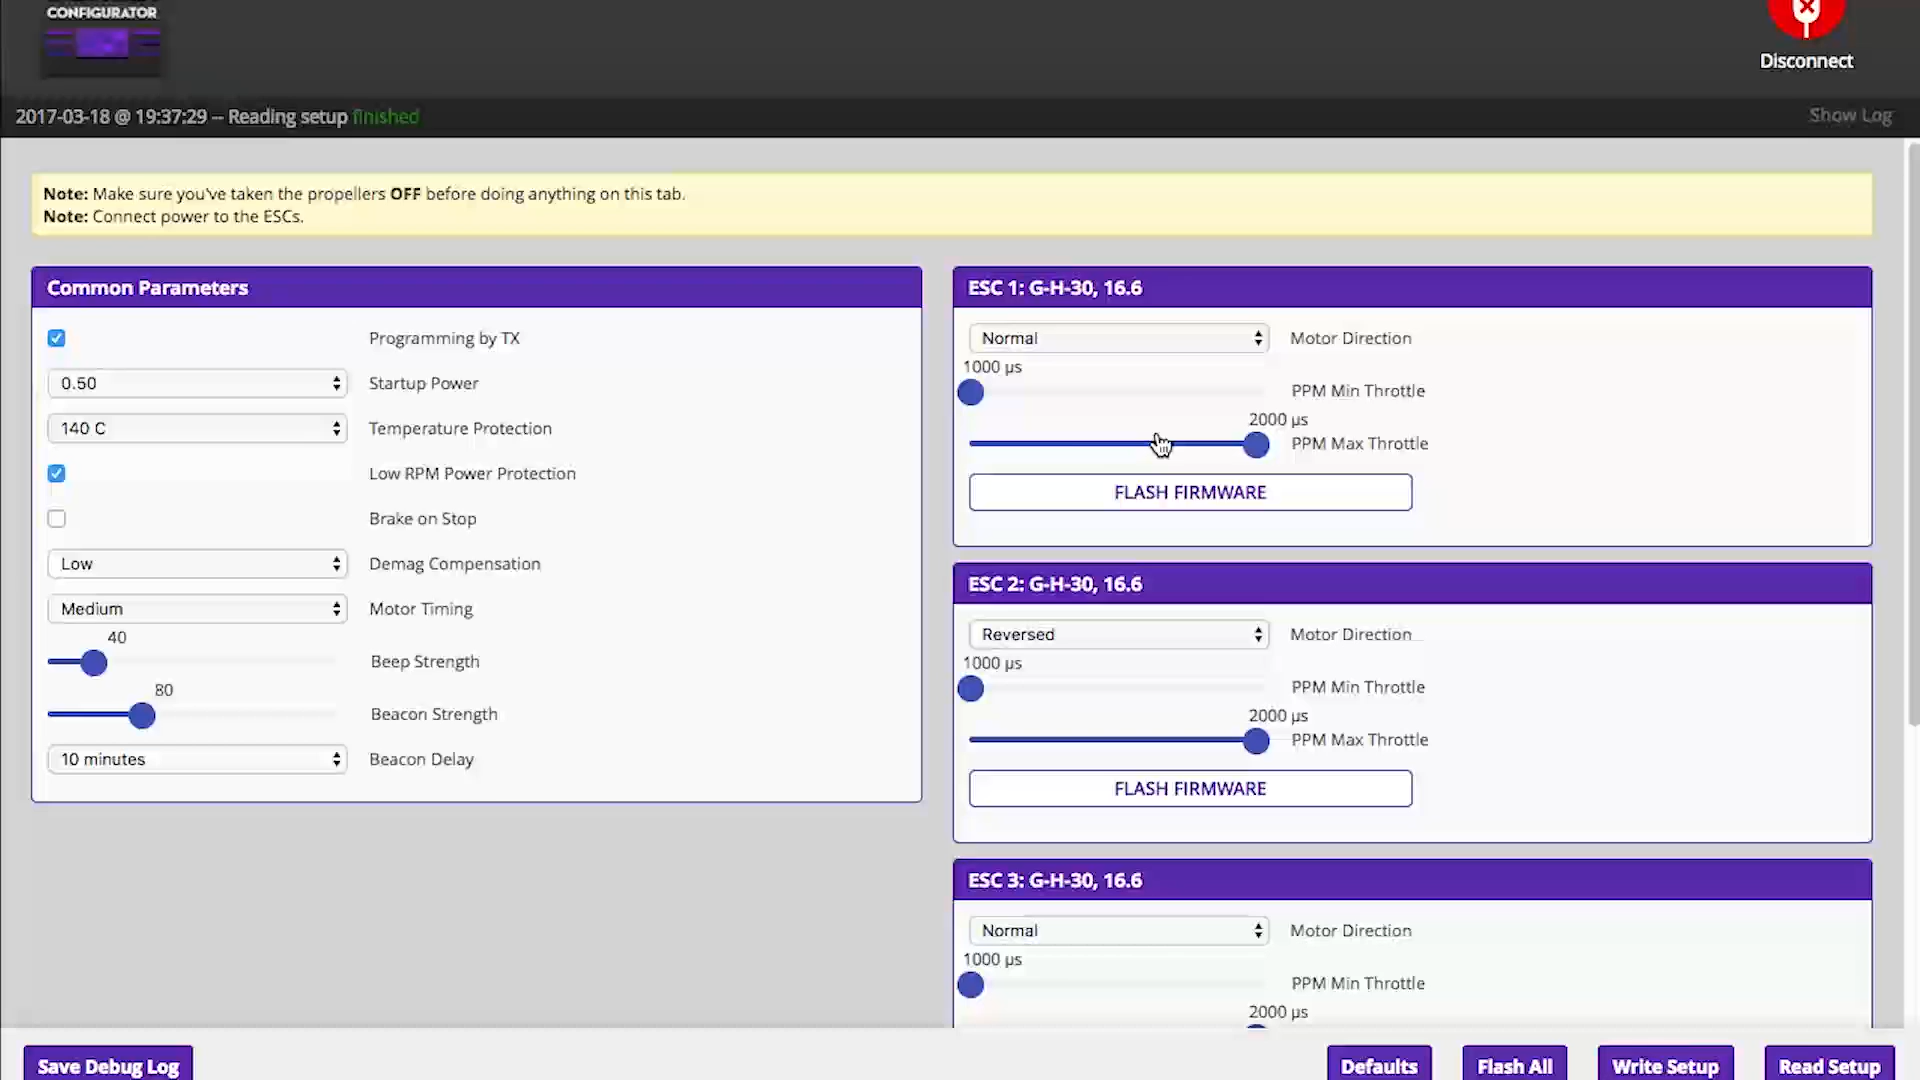 CONFIGURATOR
Disconnect
2017-03-18 @ 19:37:29 -- Reading setup finished
Show Log
Note: Make sure you've taken the propellers OFF before doing anything on this tab.
Note: Connect power to the ESCs.
Common Parameters
Programming by TX
0.50 Startup Power
140 C Temperature Protection
Low RPM Power Protection
Brake on Stop
Low Demag Compensation
Medium Motor Timing
40
Beep Strength
80
Beacon Strength
10 minutes Beacon Delay
ESC 1: G-H-30, 16.6
Normal Motor Direction
1000 µs
PPM Min Throttle
2000 µs
PPM Max Throttle
FLASH FIRMWARE
ESC 2: G-H-30, 16.6
Reversed Motor Direction
1000 µs
PPM Min Throttle
2000 µs
PPM Max Throttle
FLASH FIRMWARE
ESC 3: G-H-30, 16.6
Normal Motor Direction
1000 µs
PPM Min Throttle
2000 µs
Save Debug Log
Defaults
Flash All
Write Setup
Read Setup